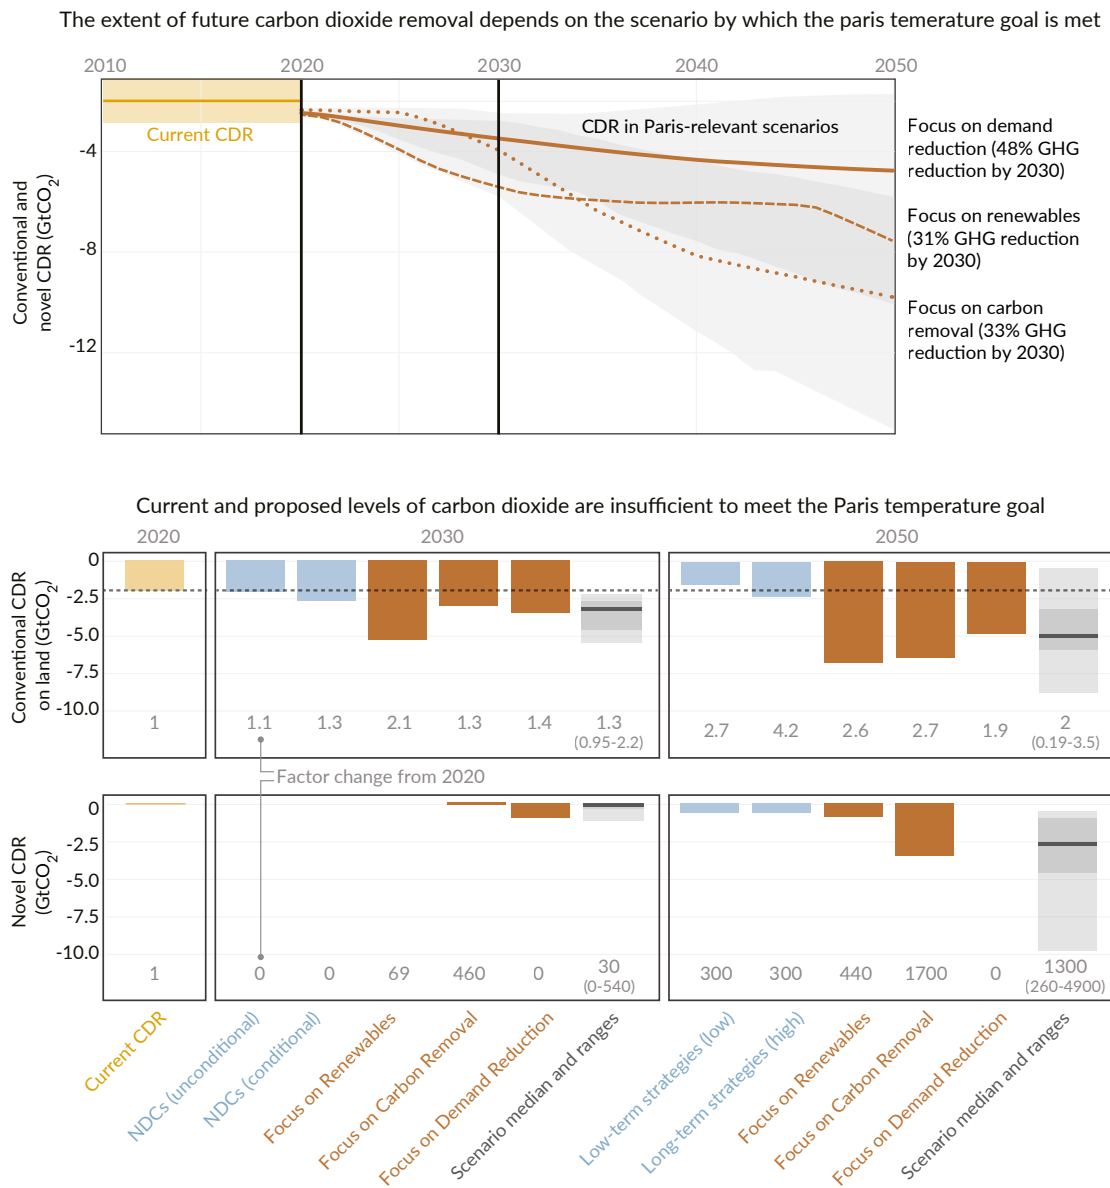 The extent of future carbon dioxide removal depends on the scenario by which the paris temerature goal is met
2010 2020 2030 2040 2050
Current CDR
CDR in Paris-relevant scenarios
-4
-8
-12
Conventional and
novel CDR (GtCO2)
Focus on demand
reduction (48% GHG
reduction by 2030)
Focus on renewables
(31% GHG reduction
by 2030)
Focus on carbon
removal (33% GHG
reduction by 2030)
Current and proposed levels of carbon dioxide are insufficient to meet the Paris temperature goal
2020 2030 2050
Conventional CDR
on land (GtCO2)
0
-2.5
-5.0
-7.5
-10.0
1 1.1 1.3 2.1 1.3 1.4 1.3 2.7 4.2 2.6 2.7 1.9 2
(0.95-2.2) (0.19-3.5)
Factor change from 2020
Novel CDR
(GtCO2)
0
-2.5
-5.0
-7.5
-10.0
1 0 0 69 460 0 30 300 300 440 1700 0 1300
(0-540) (260-4900)
Current CDR
NDCs (unconditional)
NDCs (conditional)
Focus on Renewables
Focus on Carbon Removal
Focus on Demand Reduction
Scenario median and ranges
Low-term strategies (low)
Long-term strategies (high)
Focus on Renewables
Focus on Carbon Removal
Focus on Demand Reduction
Scenario median and ranges